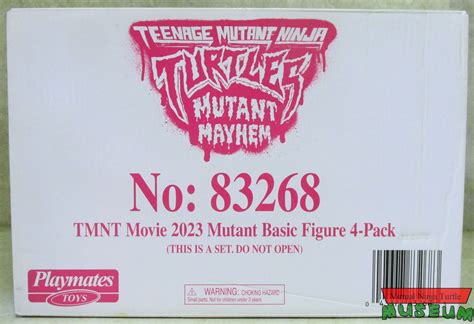 TEENAGE MUTANT NINJA
TURTLES
MUTANT
MAYHEM
No: 83268
TMNT Movie 2023 Mutant Basic Figure 4-Pack
(THIS IS A SET. DO NOT OPEN)
Playmates
TOYS
WARNING: CHOKING HAZARD
Small parts. Not for children under 3 years.
Mutant Ninja Turtle
MUSEUM